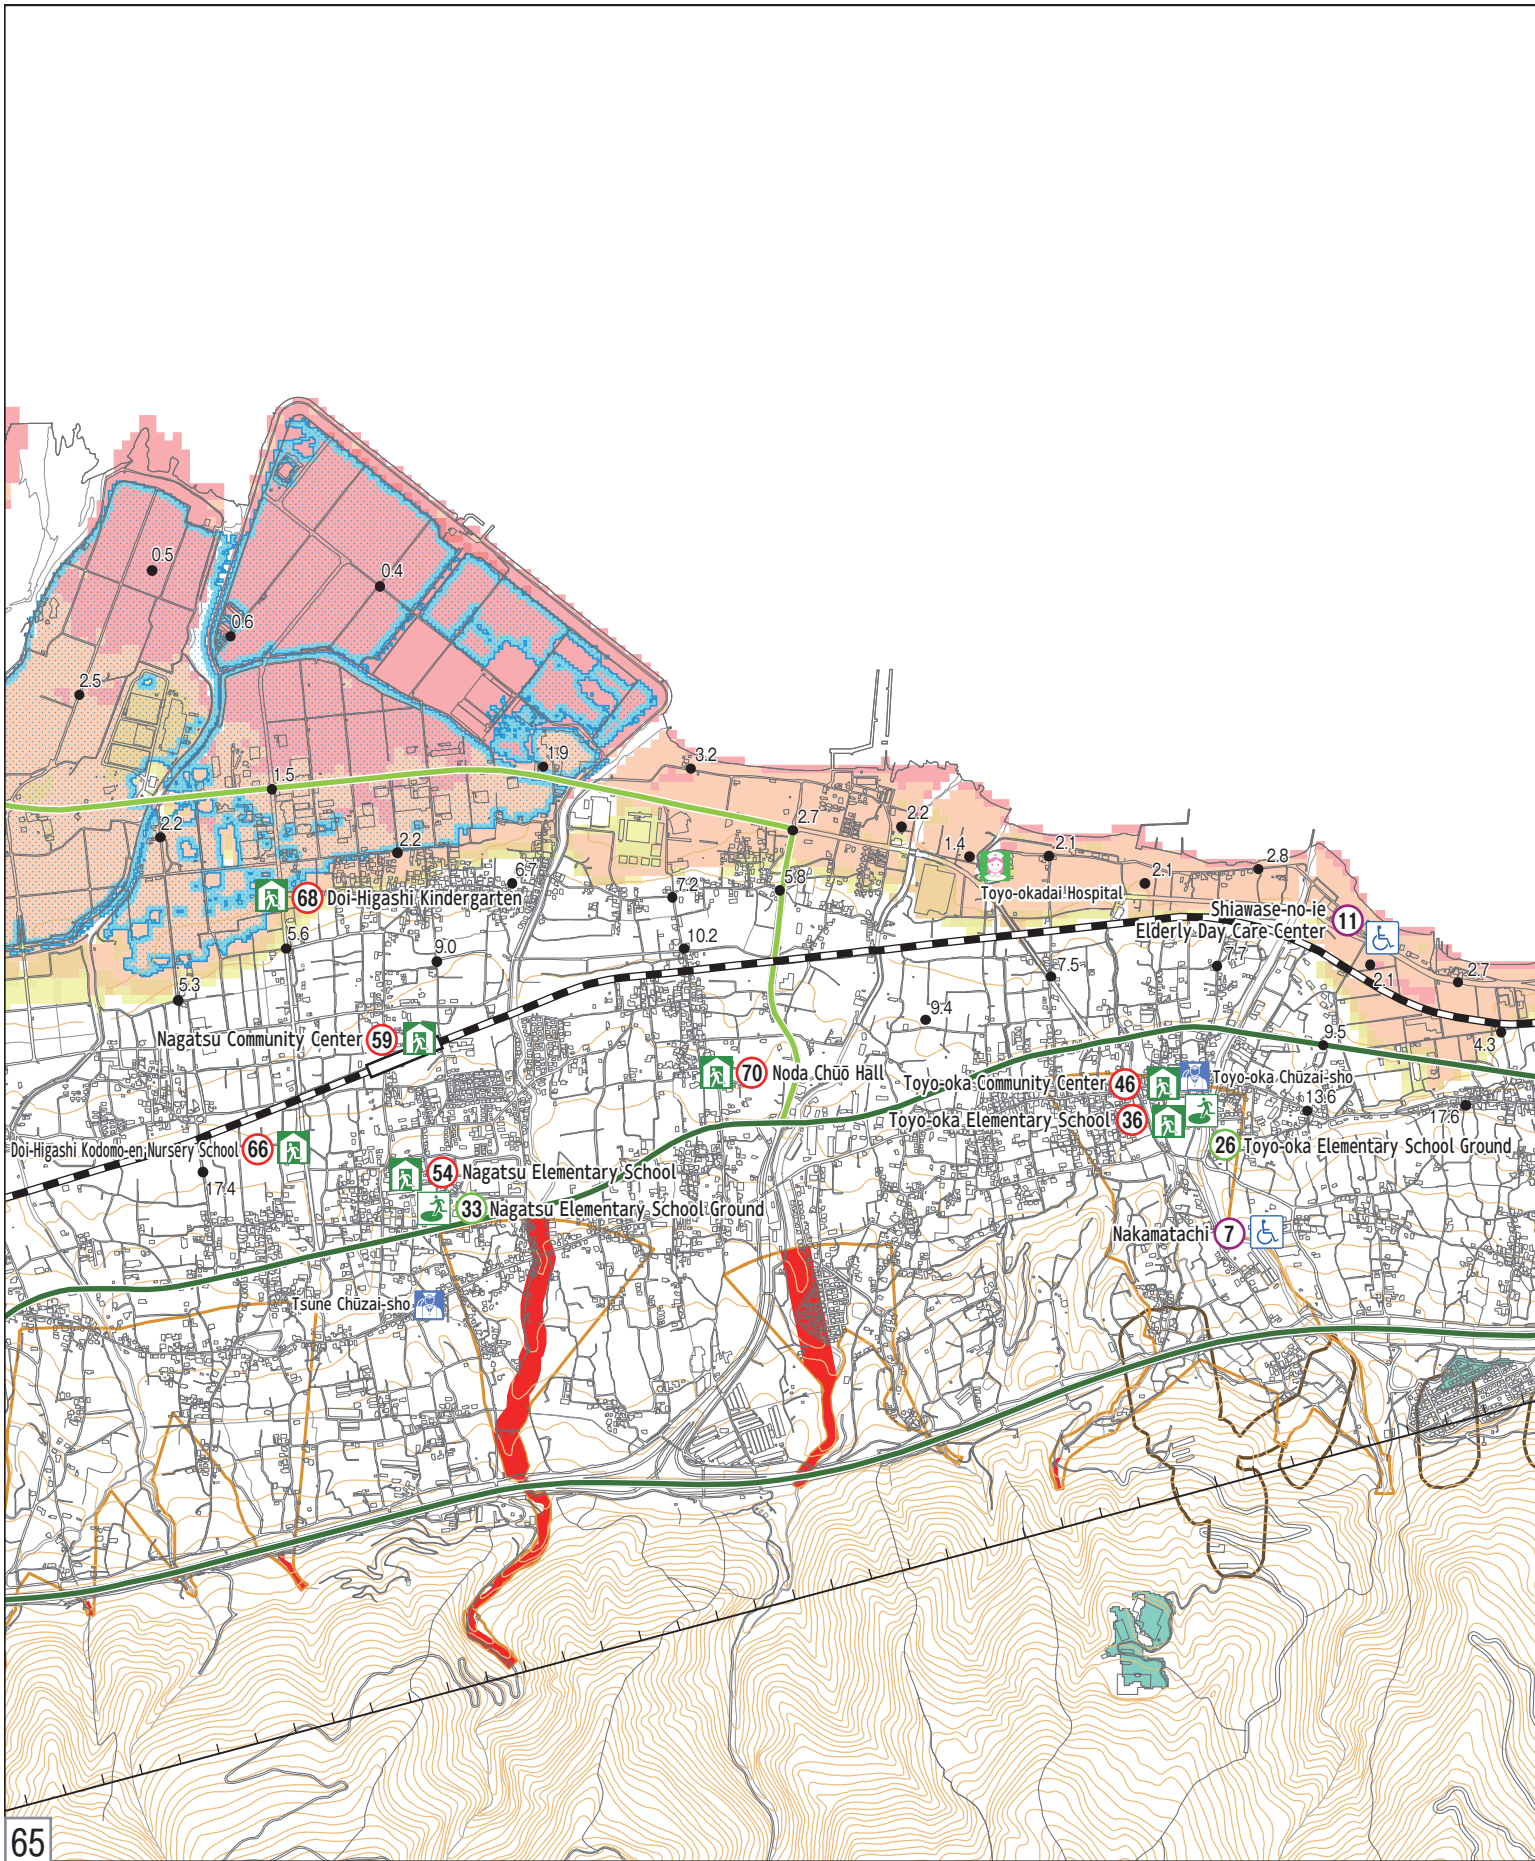 0.5
0.4
0.6
2.5
1.9
3.2
1.5
2.7
2.2
2.2
2.2
1.4
2.1
2.8
2.1
6.7
7.2
5.8
Toyo-okadai Hospital
68 Doi-Higashi Kindergarten
Shiawase-no-ie 11
Elderly Day Care Center
5.6
9.0
10.2
7.5
7.7
2.1
2.7
5.3
9.4
9.5
4.3
Nagatsu Community Center 59
70 Noda Chūō Hall
Toyo-oka Community Center 46
Toyo-oka Chūzai-sho
13.6
17.6
Toyo-oka Elementary School 36
26 Toyo-oka Elementary School Ground
Doi-Higashi Kodomo-en Nursery School 66
17.4
54 Nagatsu Elementary School
33 Nagatsu Elementary School Ground
Nakamatachi 7
Tsune Chūzai-sho
65